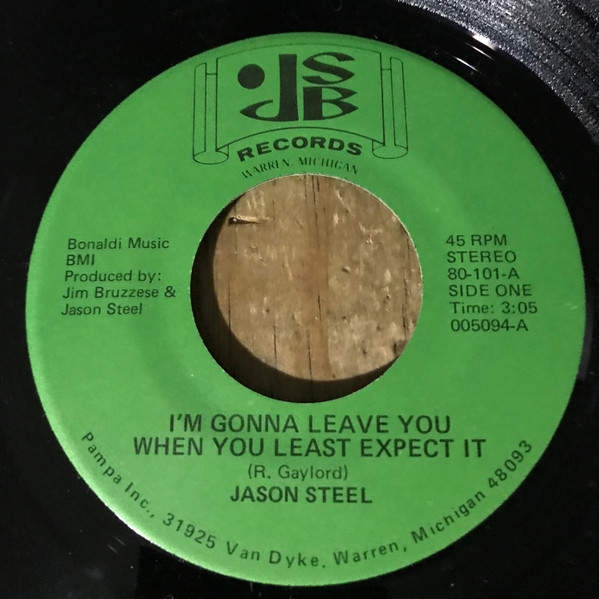 JSB
RECORDS
WARREN, MICHIGAN
Bonaldi Music
BMI
Produced by:
Jim Bruzzese &
Jason Steel
45 RPM
STEREO
80-101-A
SIDE ONE
Time: 3:05
005094-A
I'M GONNA LEAVE YOU
WHEN YOU LEAST EXPECT IT
(R. Gaylord)
JASON STEEL
Pampa Inc., 31925 Van Dyke, Warren, Michigan 48093